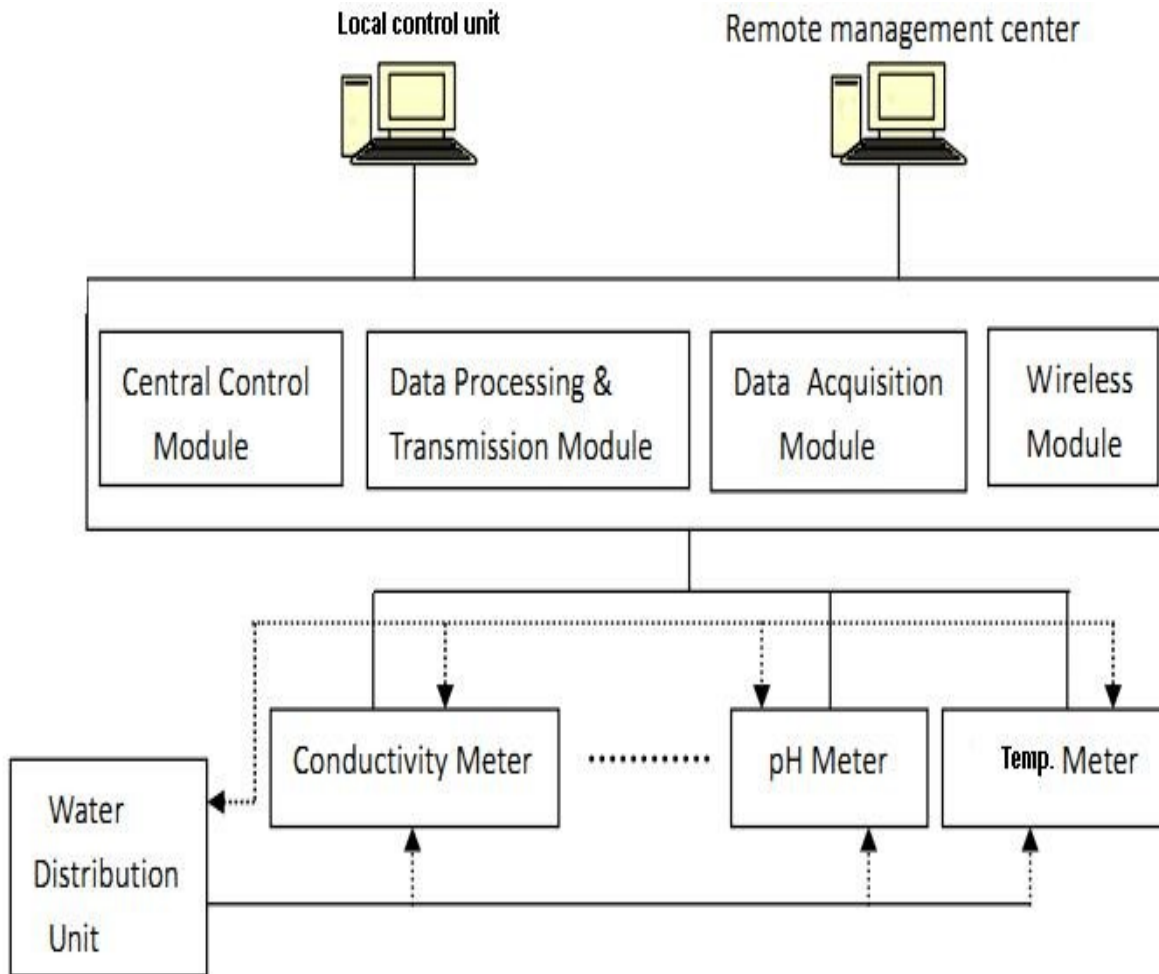 Local control unit
Remote management center
Central Control
Module
Data Processing &
Transmission Module
Data Acquisition
Module
Wireless
Module
Conductivity Meter
pH Meter
Temp. Meter
Water
Distribution
Unit